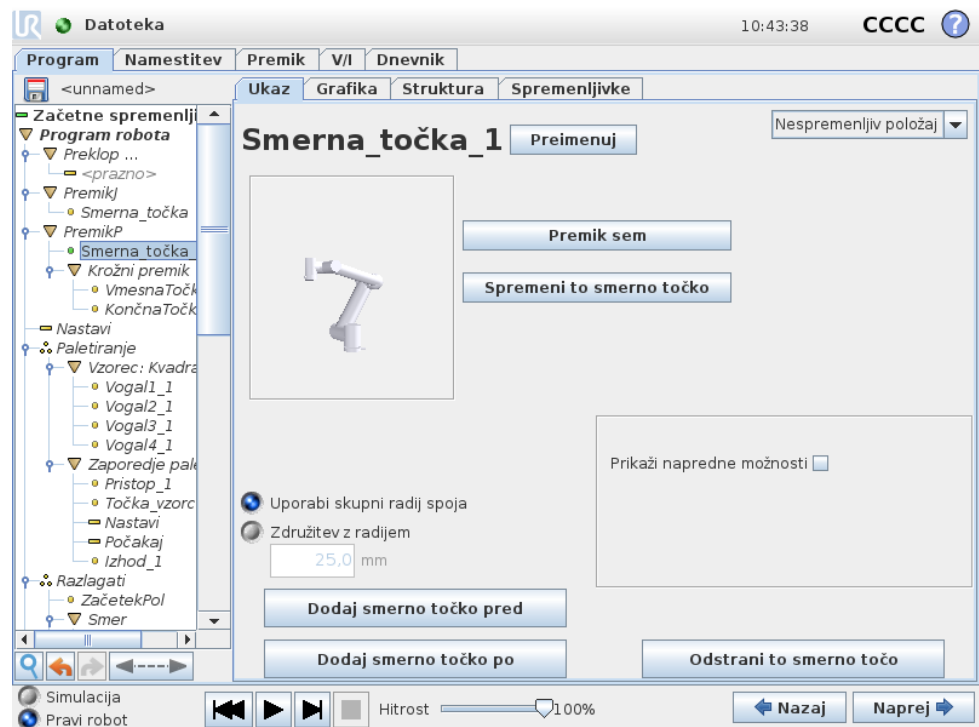 UR Datoteka 10:43:38 CCCC ?
Program Namestitev Premik V/I Dnevnik
<unnamed>
Ukaz Grafika Struktura Spremenljivke
Začetne spremenlji
Program robota
Preklop ...
<prazno>
PremikJ
Smerna_točka
PremikP
Smerna_točka_
Krožni premik
VmesnaTočk
KončnaTočk
Nastavi
Paletiranje
Vzorec: Kvadra
Vogal1_1
Vogal2_1
Vogal3_1
Vogal4_1
Zaporedje pale
Pristop_1
Točka_vzorc
Nastavi
Počakaj
Izhod_1
Razlagati
ZačetekPol
Smer
Smerna_točka_1 Preimenuj
Nespremenljiv položaj
Premik sem
Spremeni to smerno točko
Prikaži napredne možnosti
Uporabi skupni radij spoja
Združitev z radijem
25,0 mm
Dodaj smerno točko pred
Dodaj smerno točko po
Odstrani to smerno točo
Simulacija
Pravi robot
Hitrost 100%
Nazaj Naprej